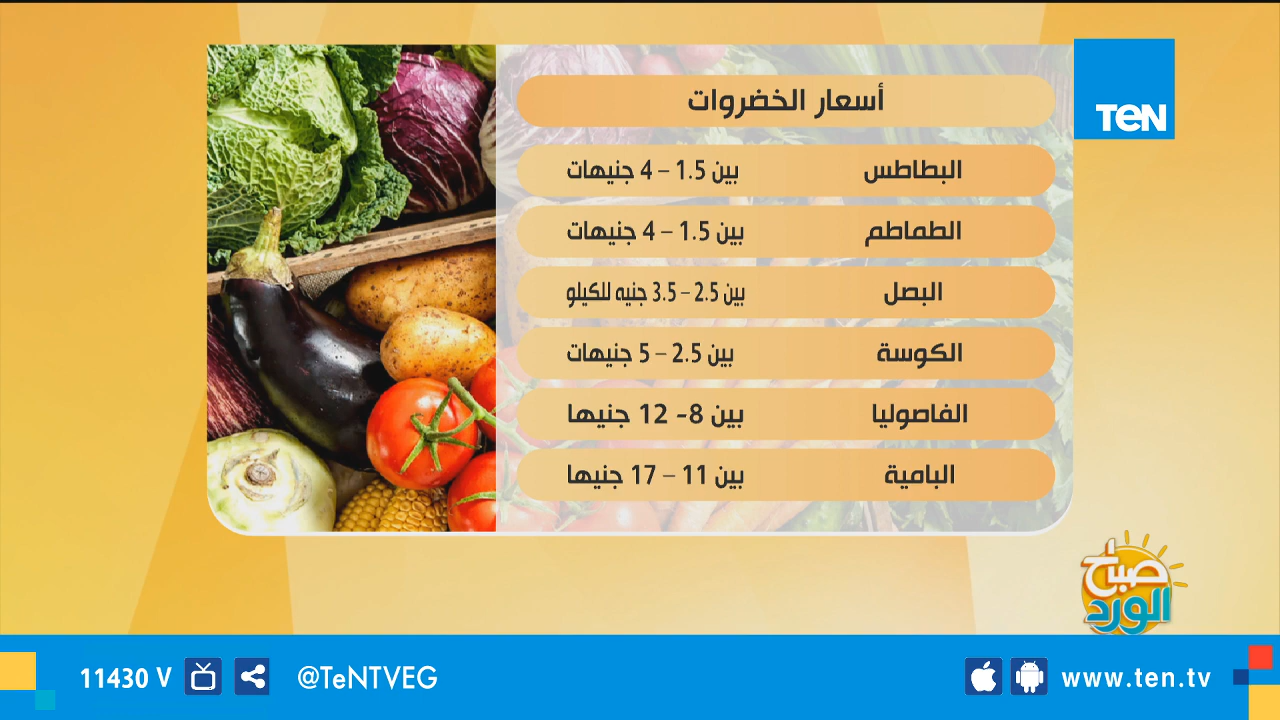 TEN
أسعار الخضروات
البطاطس بين 1.5 – 4 جنيهات
الطماطم بين 1.5 – 4 جنيهات
البصل بين 2.5 – 3.5 جنيه للكيلو
الكوسة بين 2.5 – 5 جنيهات
الفاصوليا بين 8- 12 جنيها
البامية بين 11 – 17 جنيها
صباح
الورد
11430 V @TeNTVEG www.ten.tv